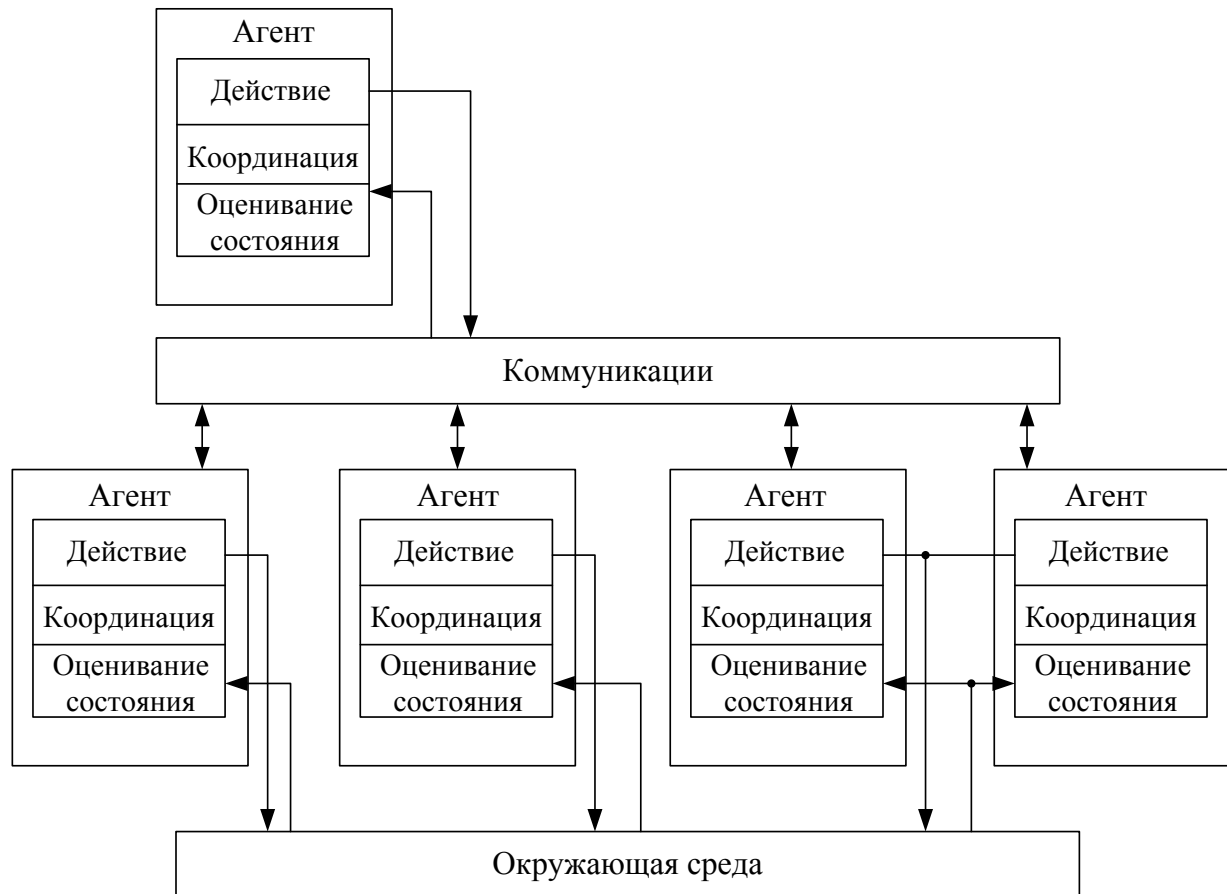 Агент
Действие
Координация
Оценивание
состояния
Коммуникации
Агент
Действие
Координация
Оценивание
состояния
Агент
Действие
Координация
Оценивание
состояния
Агент
Действие
Координация
Оценивание
состояния
Агент
Действие
Координация
Оценивание
состояния
Окружающая среда